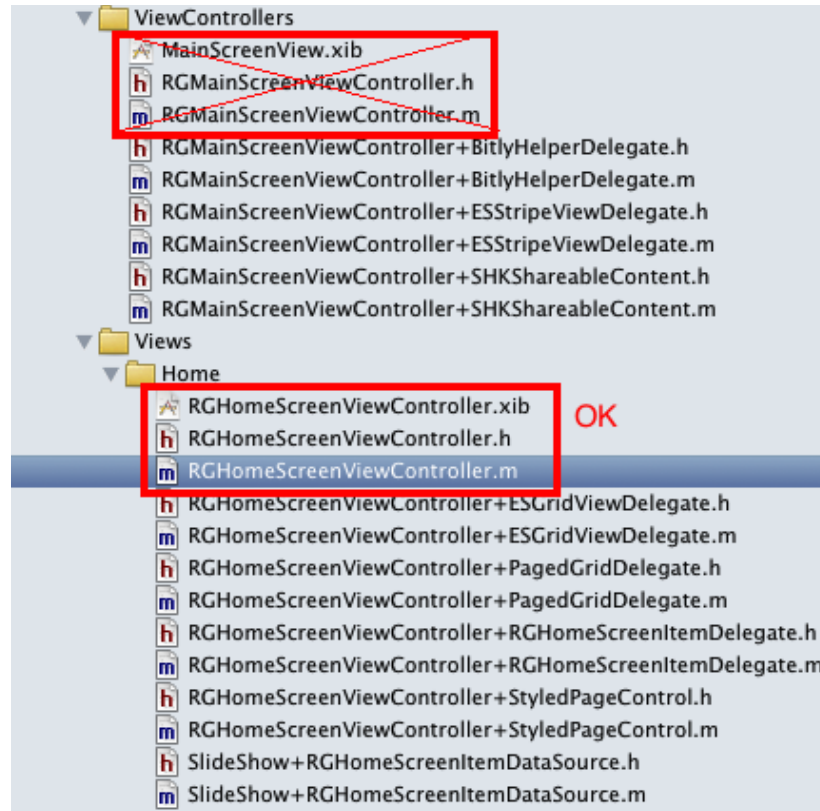 ViewControllers
MainScreenView.xib
h RGMainScreenViewController.h
m RGMainScreenViewController.m
h RGMainScreenViewController+BitlyHelperDelegate.h
m RGMainScreenViewController+BitlyHelperDelegate.m
h RGMainScreenViewController+ESStripeViewDelegate.h
m RGMainScreenViewController+ESStripeViewDelegate.m
h RGMainScreenViewController+SHKShareableContent.h
m RGMainScreenViewController+SHKShareableContent.m
Views
Home
RGHomeScreenViewController.xib OK
h RGHomeScreenViewController.h
m RGHomeScreenViewController.m
h RGHomeScreenViewController+ESGridViewDelegate.h
m RGHomeScreenViewController+ESGridViewDelegate.m
h RGHomeScreenViewController+PagedGridDelegate.h
m RGHomeScreenViewController+PagedGridDelegate.m
h RGHomeScreenViewController+RGHomeScreenItemDelegate.h
m RGHomeScreenViewController+RGHomeScreenItemDelegate.m
h RGHomeScreenViewController+StyledPageControl.h
m RGHomeScreenViewController+StyledPageControl.m
h SlideShow+RGHomeScreenItemDataSource.h
m SlideShow+RGHomeScreenItemDataSource.m